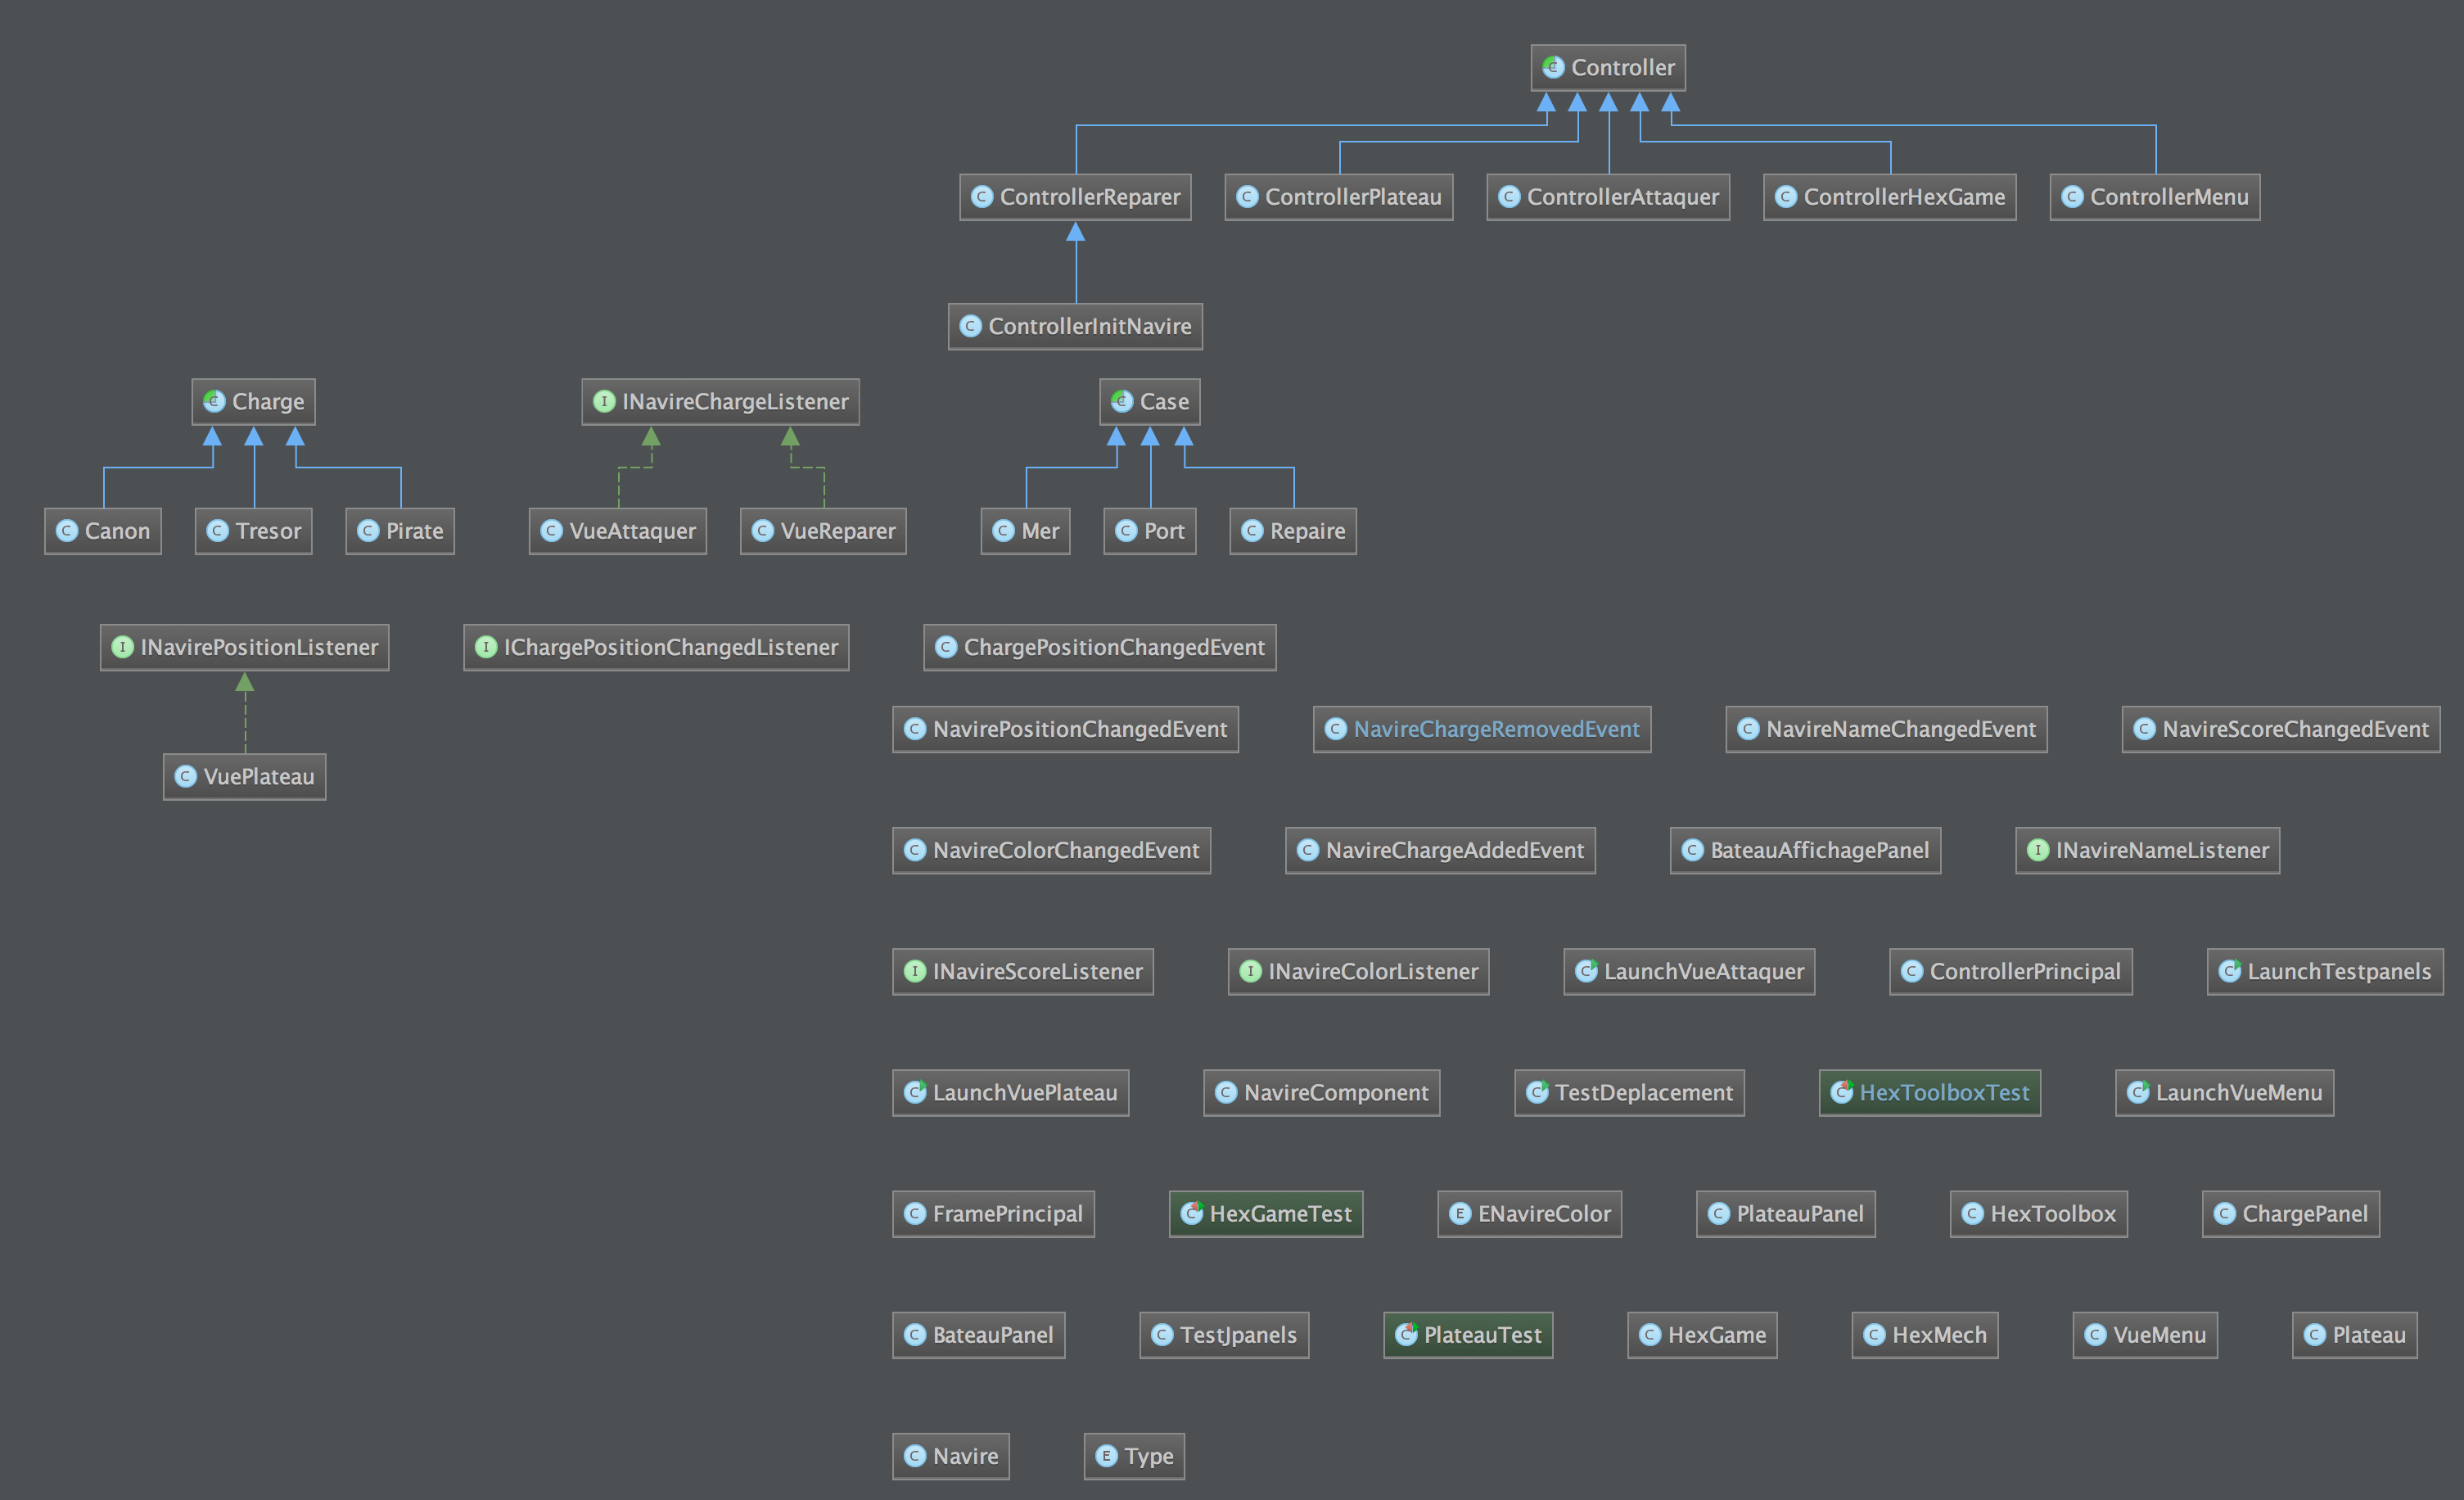 Controller
ControllerReparer
ControllerPlateau
ControllerAttaquer
ControllerHexGame
ControllerMenu
ControllerInitNavire
Charge
INavireChargeListener
Case
Canon
Tresor
Pirate
VueAttaquer
VueReparer
Mer
Port
Repaire
INavirePositionListener
IChargePositionChangedListener
ChargePositionChangedEvent
NavirePositionChangedEvent
NavireChargeRemovedEvent
NavireNameChangedEvent
NavireScoreChangedEvent
VuePlateau
NavireColorChangedEvent
NavireChargeAddedEvent
BateauAffichagePanel
INavireNameListener
INavireScoreListener
INavireColorListener
LaunchVueAttaquer
ControllerPrincipal
LaunchTestpanels
LaunchVuePlateau
NavireComponent
TestDeplacement
HexToolboxTest
LaunchVueMenu
FramePrincipal
HexGameTest
ENavireColor
PlateauPanel
HexToolbox
ChargePanel
BateauPanel
TestJpanels
PlateauTest
HexGame
HexMech
VueMenu
Plateau
Navire
Type